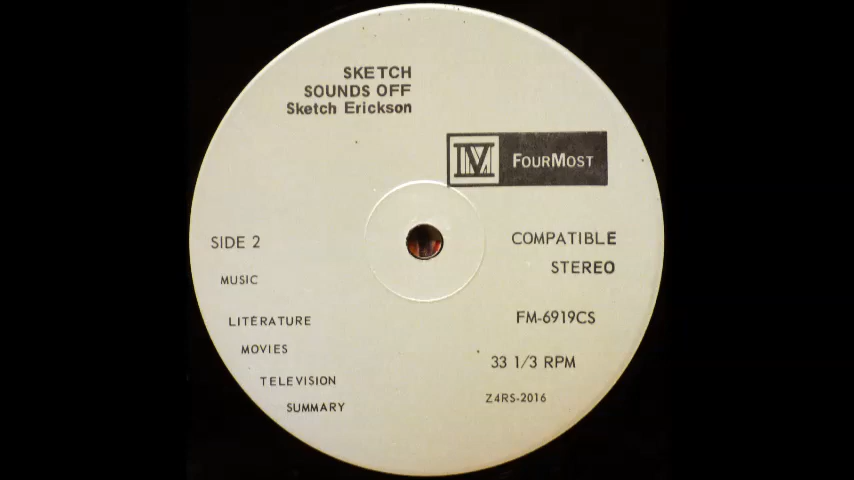 SKETCH
SOUNDS OFF
Sketch Erickson
IV FOURMOST
SIDE 2
COMPATIBLE
STEREO
MUSIC
LITERATURE
MOVIES
TELEVISION
SUMMARY
FM-6919CS
33 1/3 RPM
Z4RS-2016